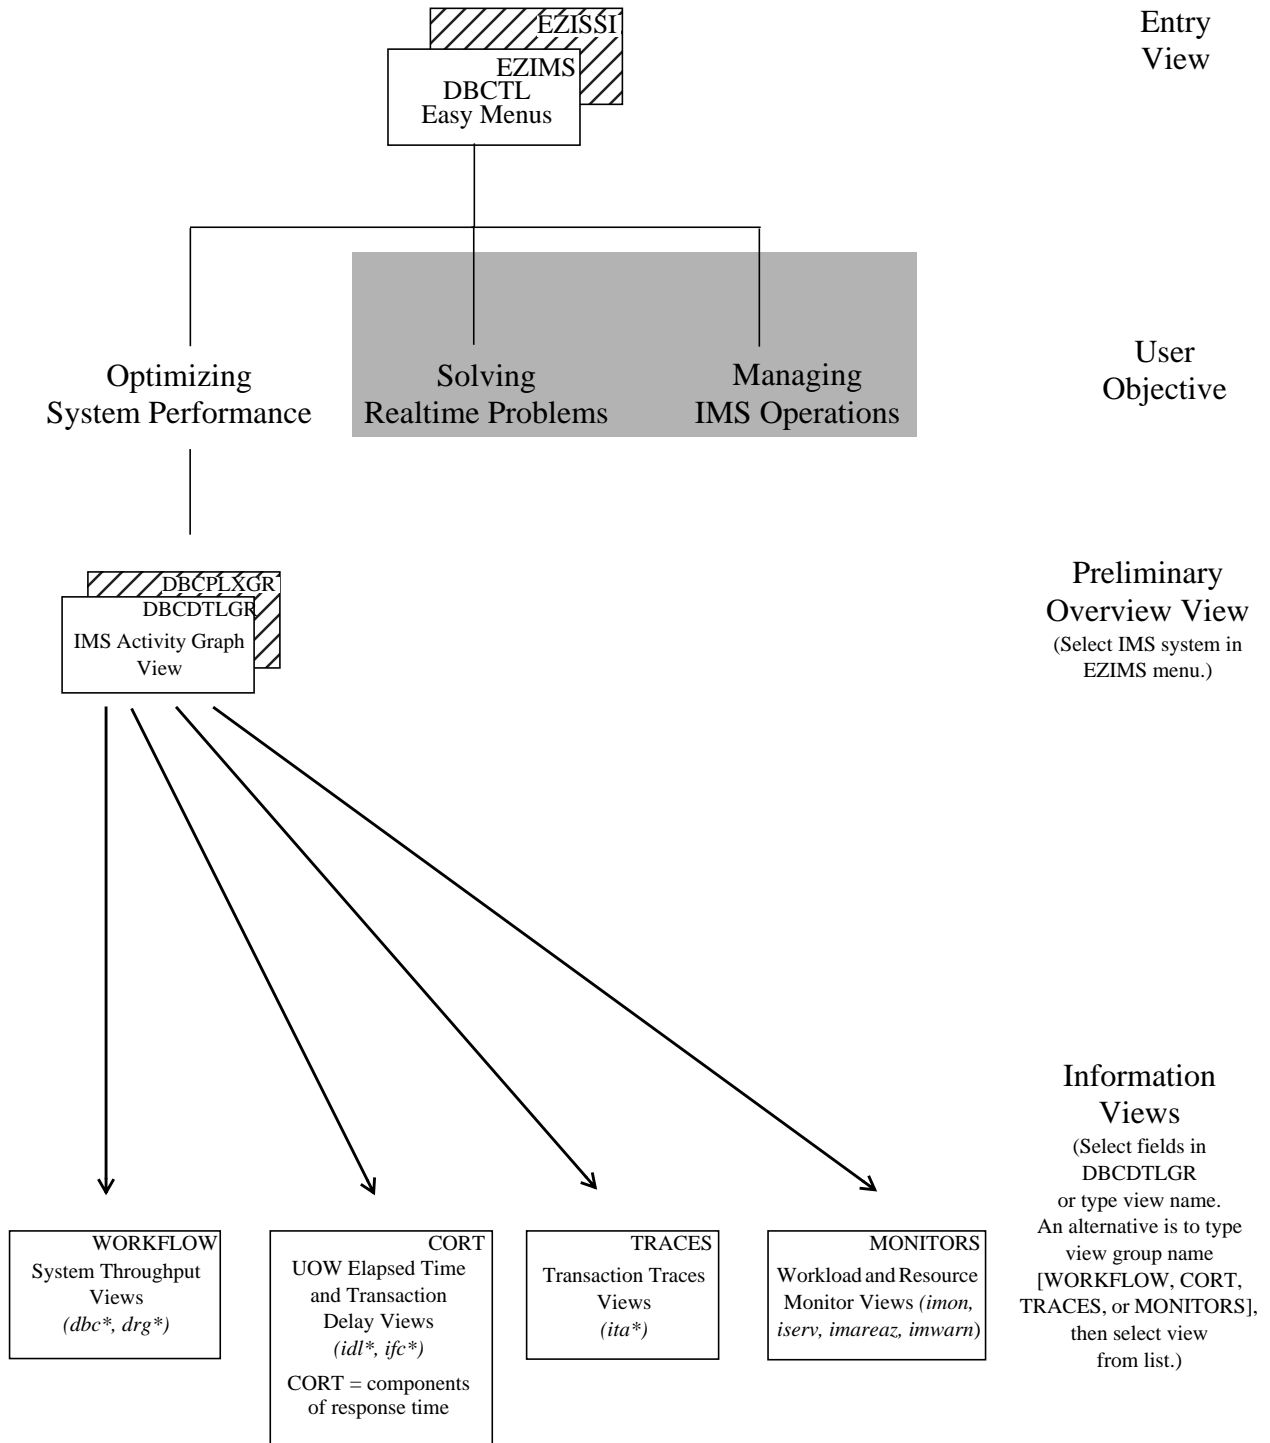 EZISSI
EZIMS
DBCTL
Easy Menus
Entry
View
Optimizing
System Performance
Solving
Realtime Problems
Managing
IMS Operations
User
Objective
DBCPLXGR
DBCDTLGR
IMS Activity Graph
View
Preliminary
Overview View
(Select IMS system in
EZIMS menu.)
WORKFLOW
System Throughput
Views
(dbc*, drg*)
CORT
UOW Elapsed Time
and Transaction
Delay Views
(idl*, ifc*)
CORT = components
of response time
TRACES
Transaction Traces
Views
(ita*)
MONITORS
Workload and Resource
Monitor Views (imon,
iserv, imareaz, imwarn)
Information
Views
(Select fields in
DBCDTLGR
or type view name.
An alternative is to type
view group name
[WORKFLOW, CORT,
TRACES, or MONITORS],
then select view
from list.)